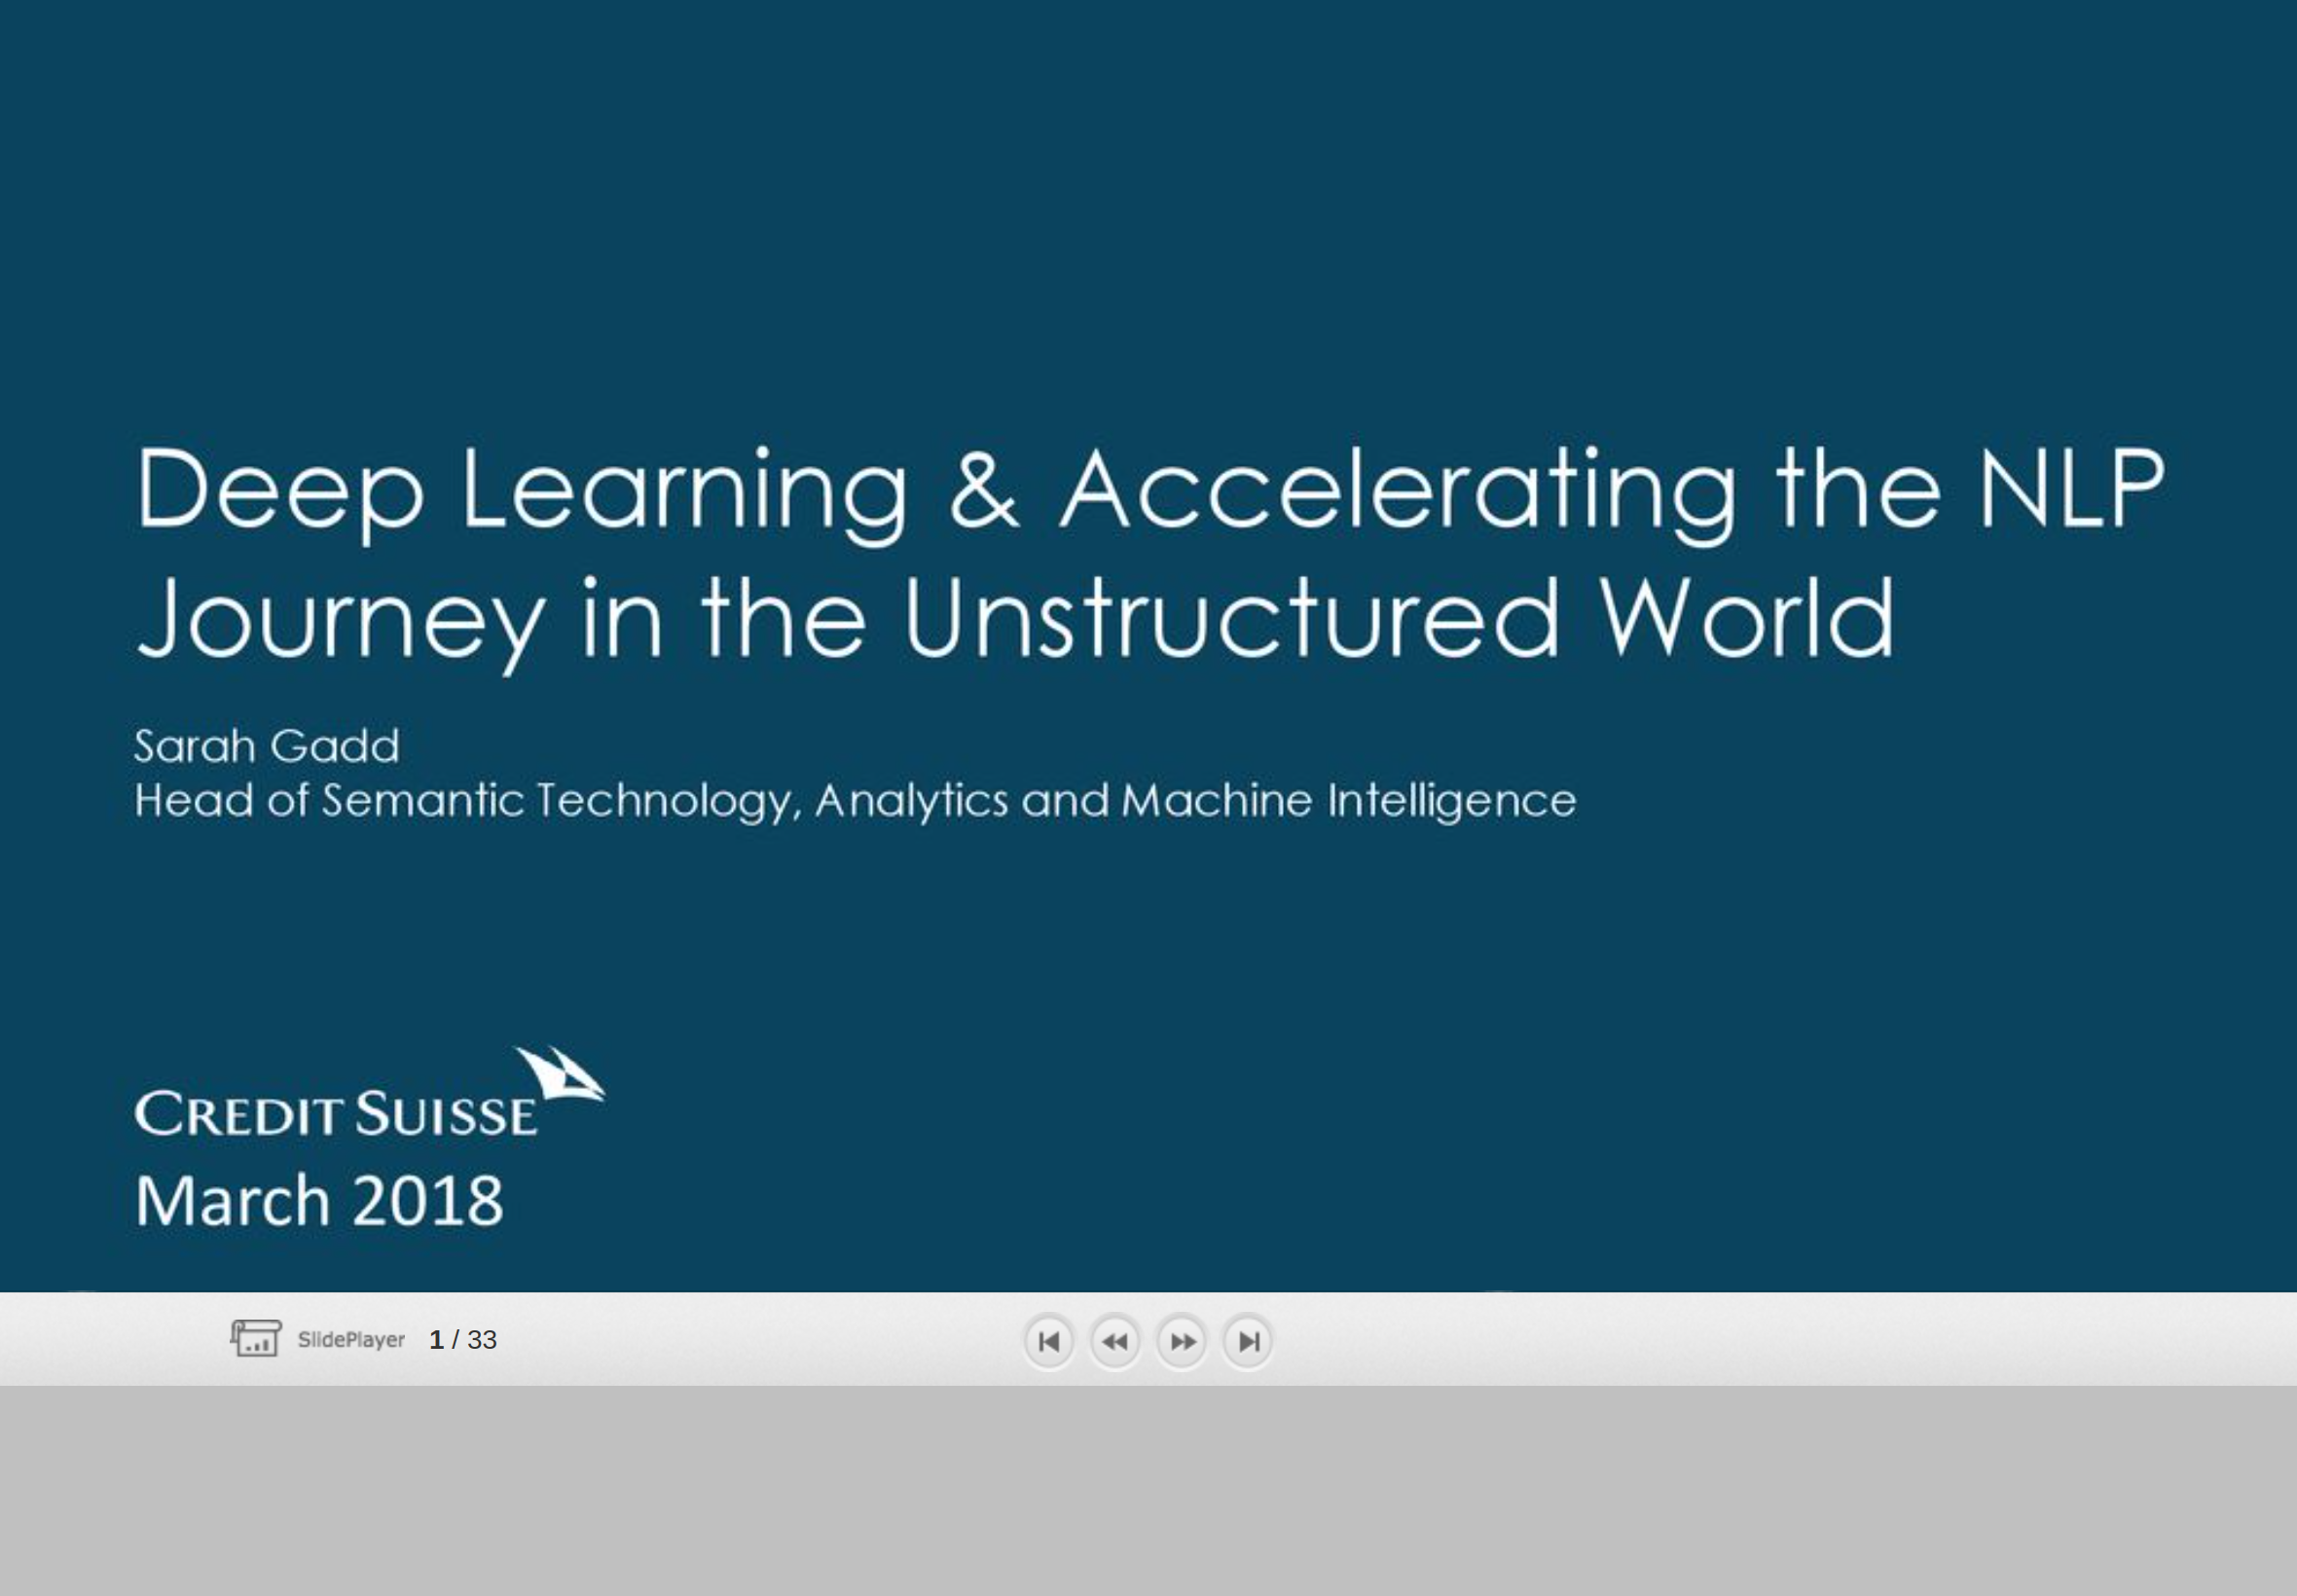 Deep Learning & Accelerating the NLP
Journey in the Unstructured World
Sarah Gadd
Head of Semantic Technology, Analytics and Machine Intelligence
CREDIT SUISSE
March 2018
SlidePlayer 1 / 33